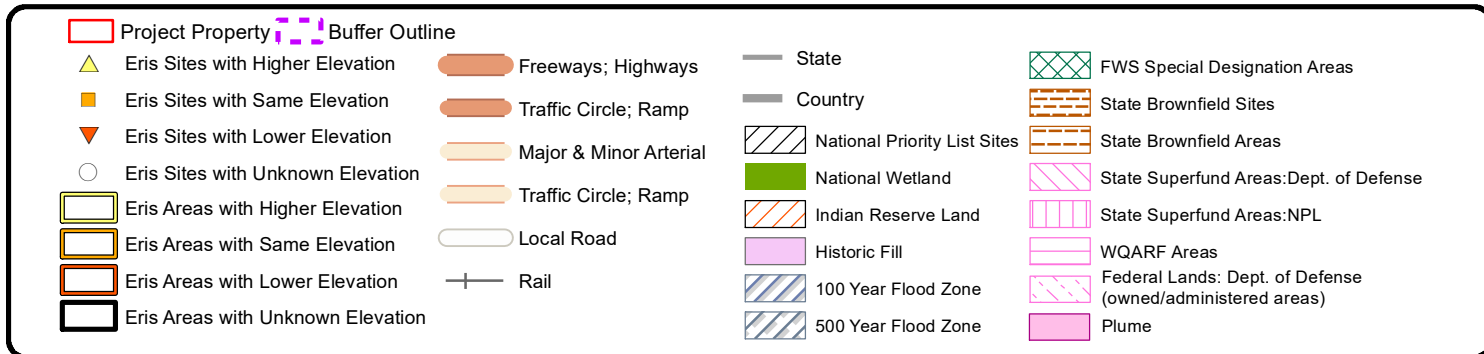 Project Property
Buffer Outline
Eris Sites with Higher Elevation
Eris Sites with Same Elevation
Eris Sites with Lower Elevation
Eris Sites with Unknown Elevation
Eris Areas with Higher Elevation
Eris Areas with Same Elevation
Eris Areas with Lower Elevation
Eris Areas with Unknown Elevation
Freeways; Highways
Traffic Circle; Ramp
Major & Minor Arterial
Traffic Circle; Ramp
Local Road
Rail
State
Country
National Priority List Sites
National Wetland
Indian Reserve Land
Historic Fill
100 Year Flood Zone
500 Year Flood Zone
FWS Special Designation Areas
State Brownfield Sites
State Brownfield Areas
State Superfund Areas:Dept. of Defense
State Superfund Areas:NPL
WQARF Areas
Federal Lands: Dept. of Defense
(owned/administered areas)
Plume